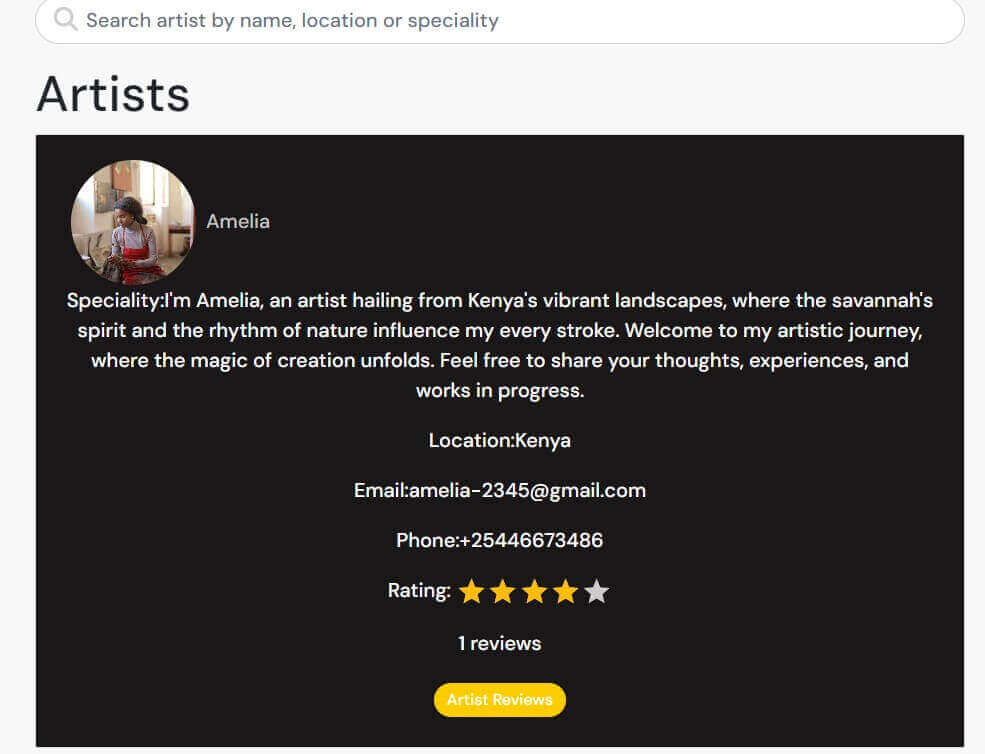 Search artist by name, location or speciality
Artists
Amelia
Speciality:I'm Amelia, an artist hailing from Kenya's vibrant landscapes, where the savannah's
spirit and the rhythm of nature influence my every stroke. Welcome to my artistic journey,
where the magic of creation unfolds. Feel free to share your thoughts, experiences, and
works in progress.
Location:Kenya
Email:amelia-2345@gmail.com
Phone:+25446673486
Rating:
1 reviews
Artist Reviews